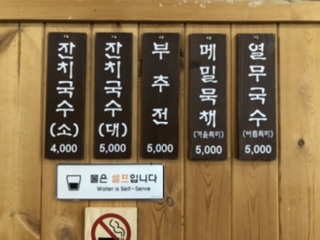 잔치국수(소)
4,000
잔치국수(대)
5,000
부추전
5,000
메밀묵채
(겨울특미)
5,000
열무국수
(여름특미)
5,000
물은 셀프입니다
Water is Self-Serve